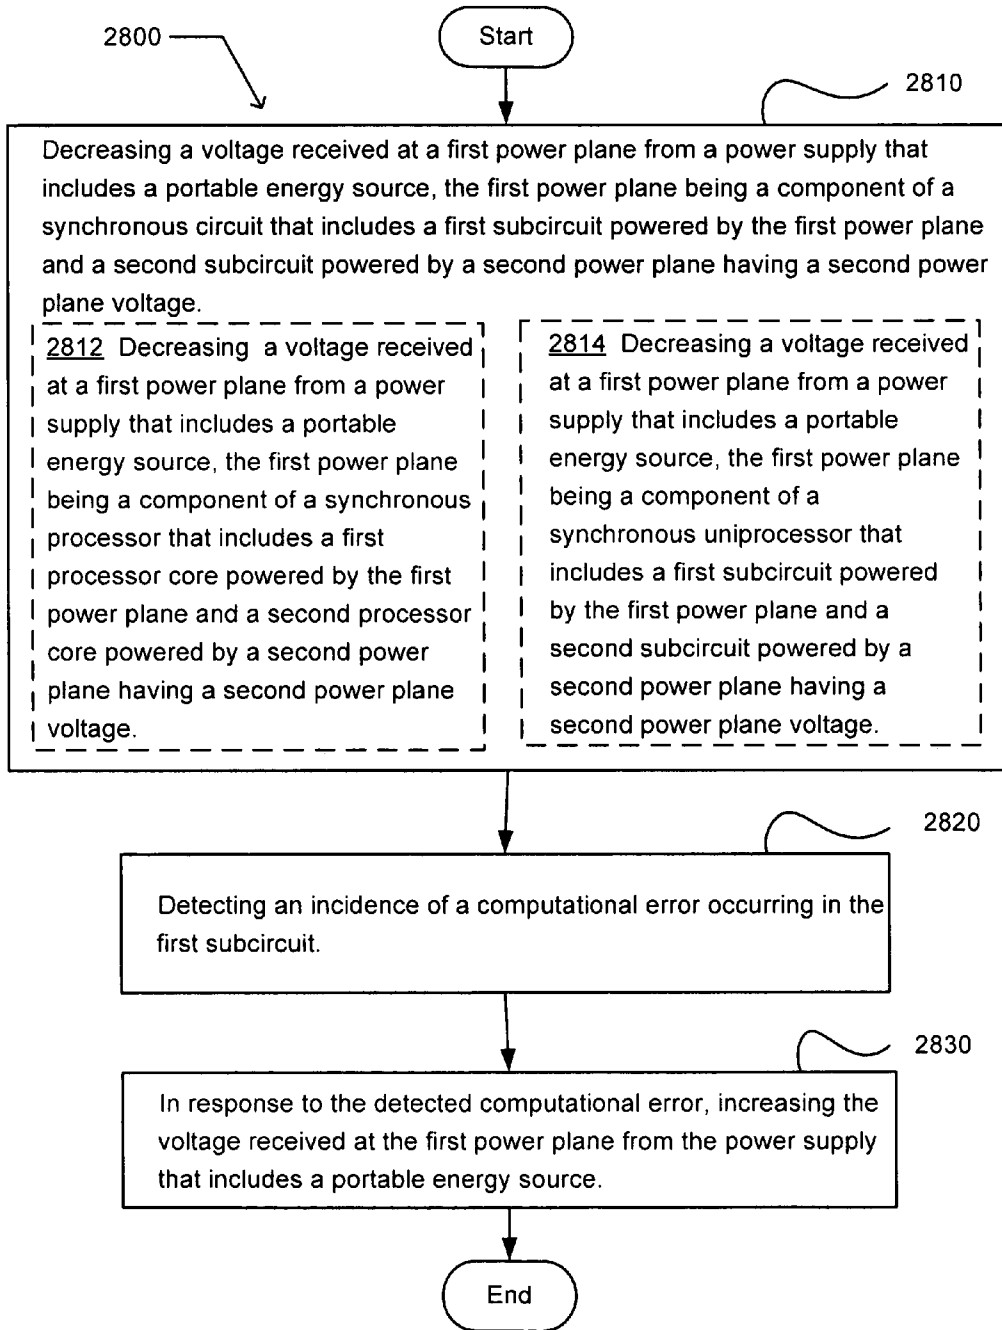 2800
Start
2810
Decreasing a voltage received at a first power plane from a power supply that
includes a portable energy source, the first power plane being a component of a
synchronous circuit that includes a first subcircuit powered by the first power plane
and a second subcircuit powered by a second power plane having a second power
plane voltage.
2812 Decreasing a voltage received
at a first power plane from a power
supply that includes a portable
energy source, the first power plane
being a component of a synchronous
processor that includes a first
processor core powered by the first
power plane and a second processor
core powered by a second power
plane having a second power plane
voltage.
2814 Decreasing a voltage received
at a first power plane from a power
supply that includes a portable
energy source, the first power plane
being a component of a
synchronous uniprocessor that
includes a first subcircuit powered
by the first power plane and a
second subcircuit powered by a
second power plane having a
second power plane voltage.
2820
Detecting an incidence of a computational error occurring in the
first subcircuit.
2830
In response to the detected computational error, increasing the
voltage received at the first power plane from the power supply
that includes a portable energy source.
End